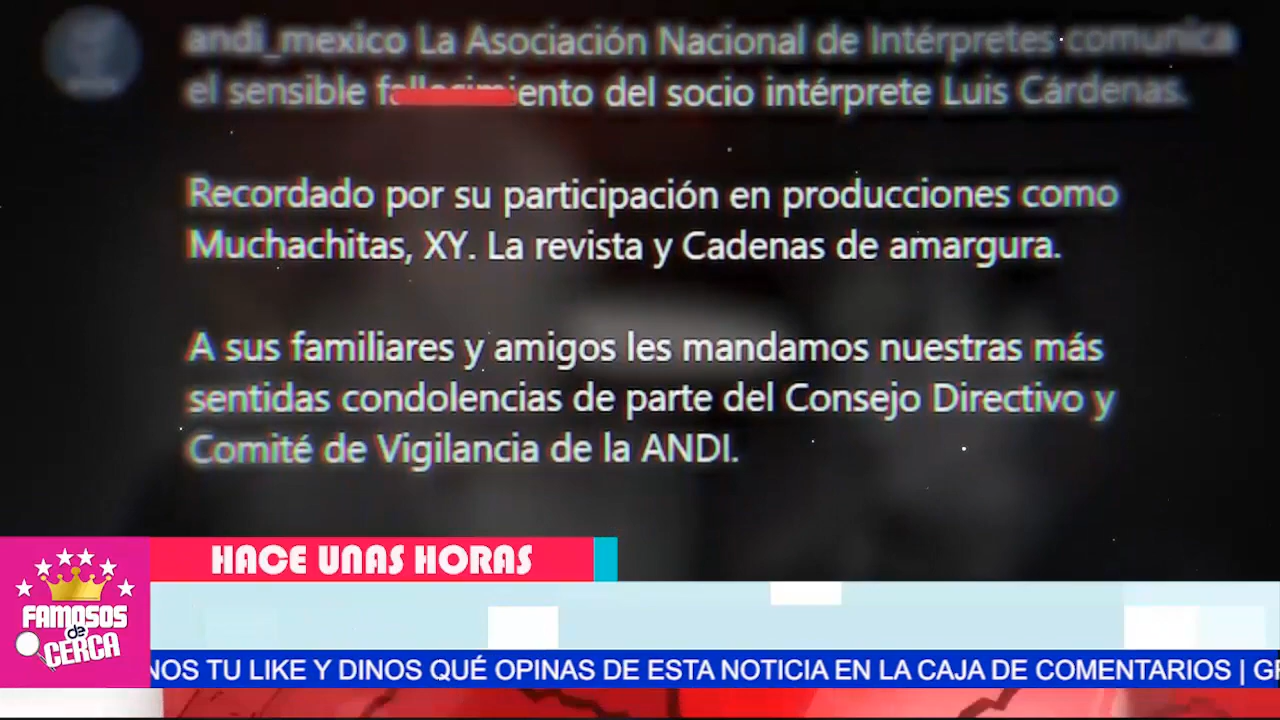 andi_mexico La Asociación Nacional de Intérpretes comunica
el sensible fallecimiento del socio intérprete Luis Cárdenas.
Recordado por su participación en producciones como
Muchachitas, XY. La revista y Cadenas de amargura.
A sus familiares y amigos les mandamos nuestras más
sentidas condolencias de parte del Consejo Directivo y
Comité de Vigilancia de la ANDI.
HACE UNAS HORAS
FAMOSOS
de
CERCA
NOS TU LIKE Y DINOS QUÉ OPINAS DE ESTA NOTICIA EN LA CAJA DE COMENTARIOS |